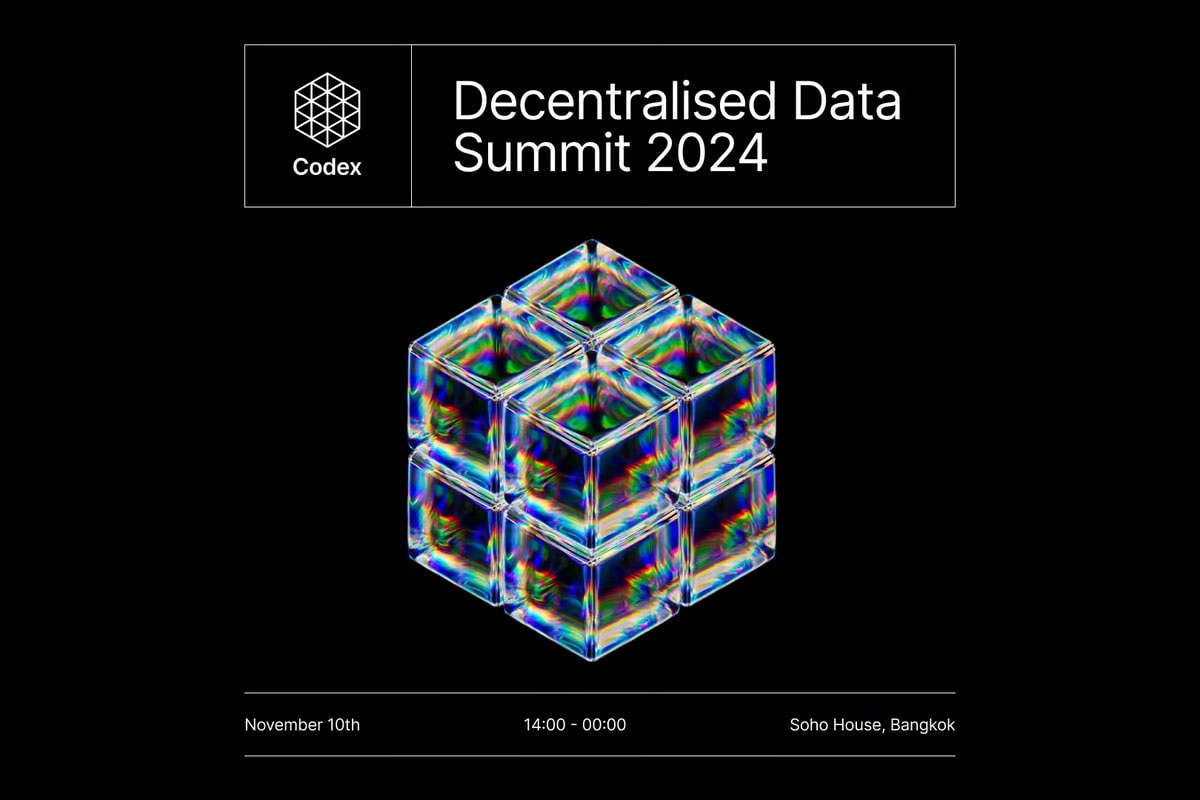 Codex
Decentralised Data
Summit 2024
November 10th
14:00 - 00:00
Soho House, Bangkok